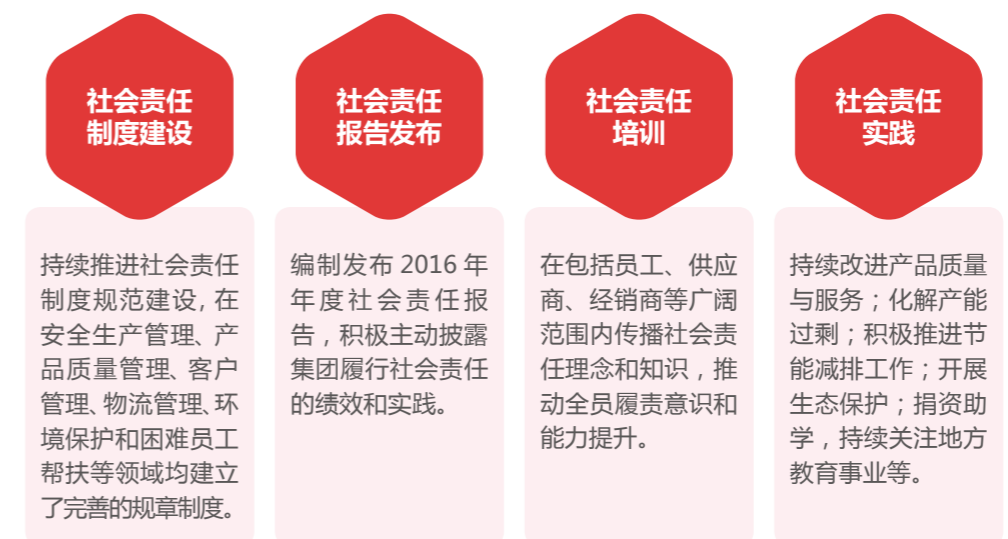 社会责任
制度建设
持续推进社会责任
制度规范建设，在
安全生产管理、产
品质量管理、客户
管理、物流管理、环
境保护和困难员工
帮扶等领域均建立
了完善的规章制度。
社会责任
报告发布
编制发布 2016 年
年度社会责任报
告，积极主动披露
集团履行社会责任
的绩效和实践。
社会责任
培训
在包括员工、供应
商、经销商等广阔
范围内传播社会责
任理念和知识，推
动全员履责意识和
能力提升。
社会责任
实践
持续改进产品质量
与服务；化解产能
过剩；积极推进节
能减排工作；开展
生态保护；捐资助
学，持续关注地方
教育事业等。